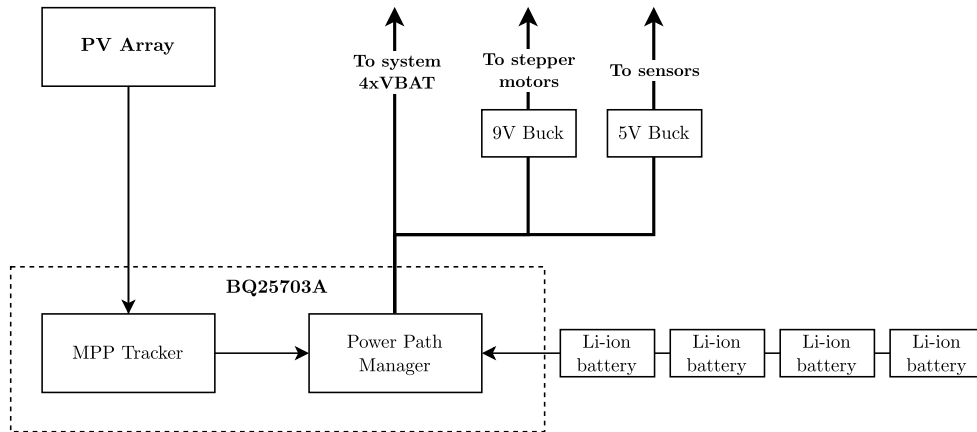 PV Array
To system
4xVBAT
To stepper
motors
To sensors
9V Buck
5V Buck
BQ25703A
MPP Tracker
Power Path
Manager
Li-ion
battery
Li-ion
battery
Li-ion
battery
Li-ion
battery